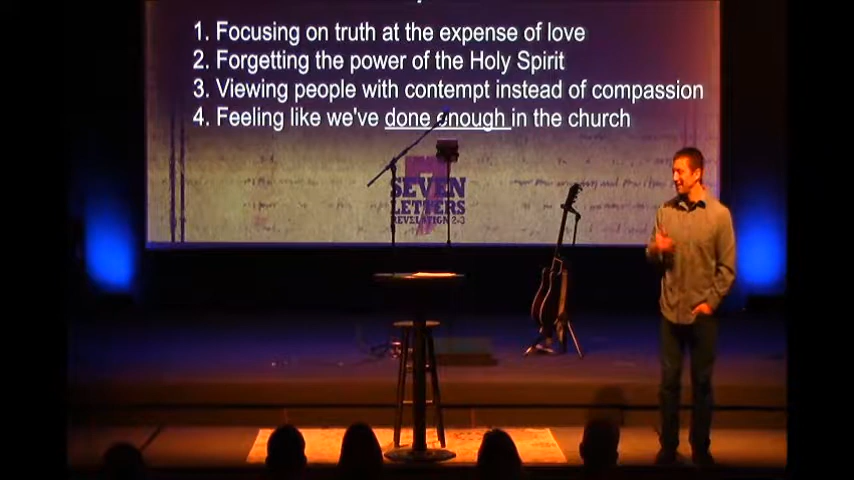 1. Focusing on truth at the expense of love
2. Forgetting the power of the Holy Spirit
3. Viewing people with contempt instead of compassion
4. Feeling like we've done enough in the church
SEVEN
LETTERS
REVELATION 2-3